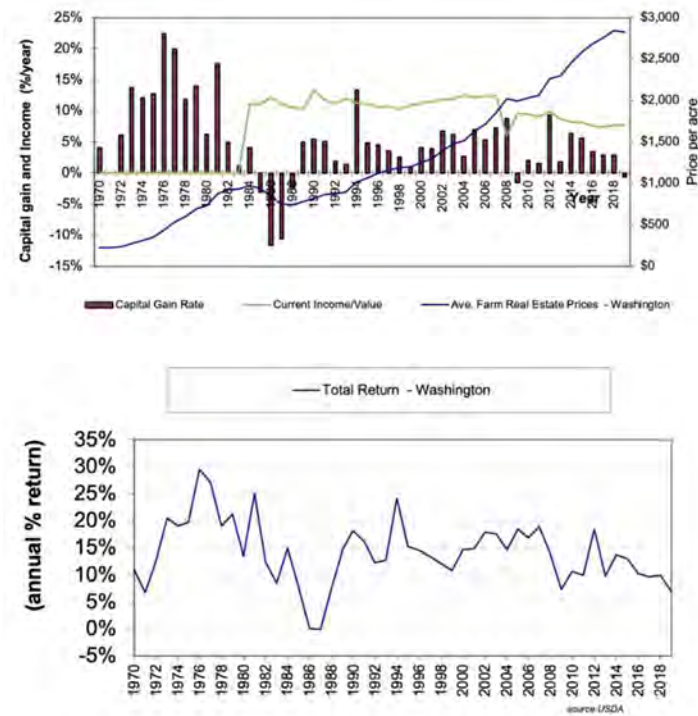 Capital gain and Income (%/year)
25%
20%
15%
10%
5%
0%
-5%
-10%
-15%
1970 1972 1974 1976 1978 1980 1982 1984 1988 1990 1992 1994 1996 1998 2000 2002 2004 2006 2008 2010 2012 2014 2016 2018
Year
$3,000
$2,500
$2,000
$1,500
$1,000
$500
$0
Price per acre
Capital Gain Rate
Current Income/Value
Ave. Farm Real Estate Prices - Washington
Total Return - Washington
(annual % return)
35%
30%
25%
20%
15%
10%
5%
0%
-5%
1970 1972 1974 1976 1978 1980 1982 1984 1986 1988 1990 1992 1994 1996 1998 2000 2002 2004 2006 2008 2010 2012 2014 2016 2018
source USDA